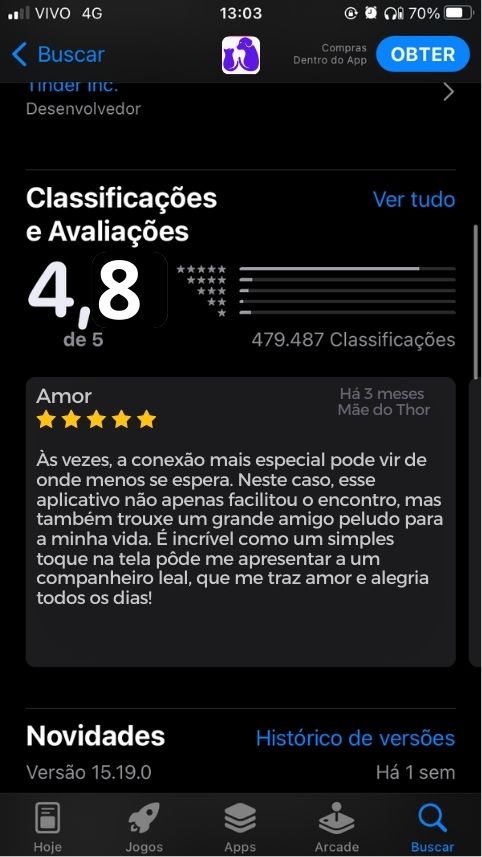 VIVO 4G 13:03 70%
Buscar Compras Dentro do App OBTER
Tinder Inc.
Desenvolvedor
Classificações Ver tudo
e Avaliações
4,8
de 5 479.487 Classificações
Amor Há 3 meses
Mãe do Thor
Às vezes, a conexão mais especial pode vir de
onde menos se espera. Neste caso, esse
aplicativo não apenas facilitou o encontro, mas
também trouxe um grande amigo peludo para
a minha vida. É incrível como um simples
toque na tela pôde me apresentar a um
companheiro leal, que me traz amor e alegria
todos os dias!
Novidades Histórico de versões
Versão 15.19.0 Há 1 sem
Hoje Jogos Apps Arcade Buscar